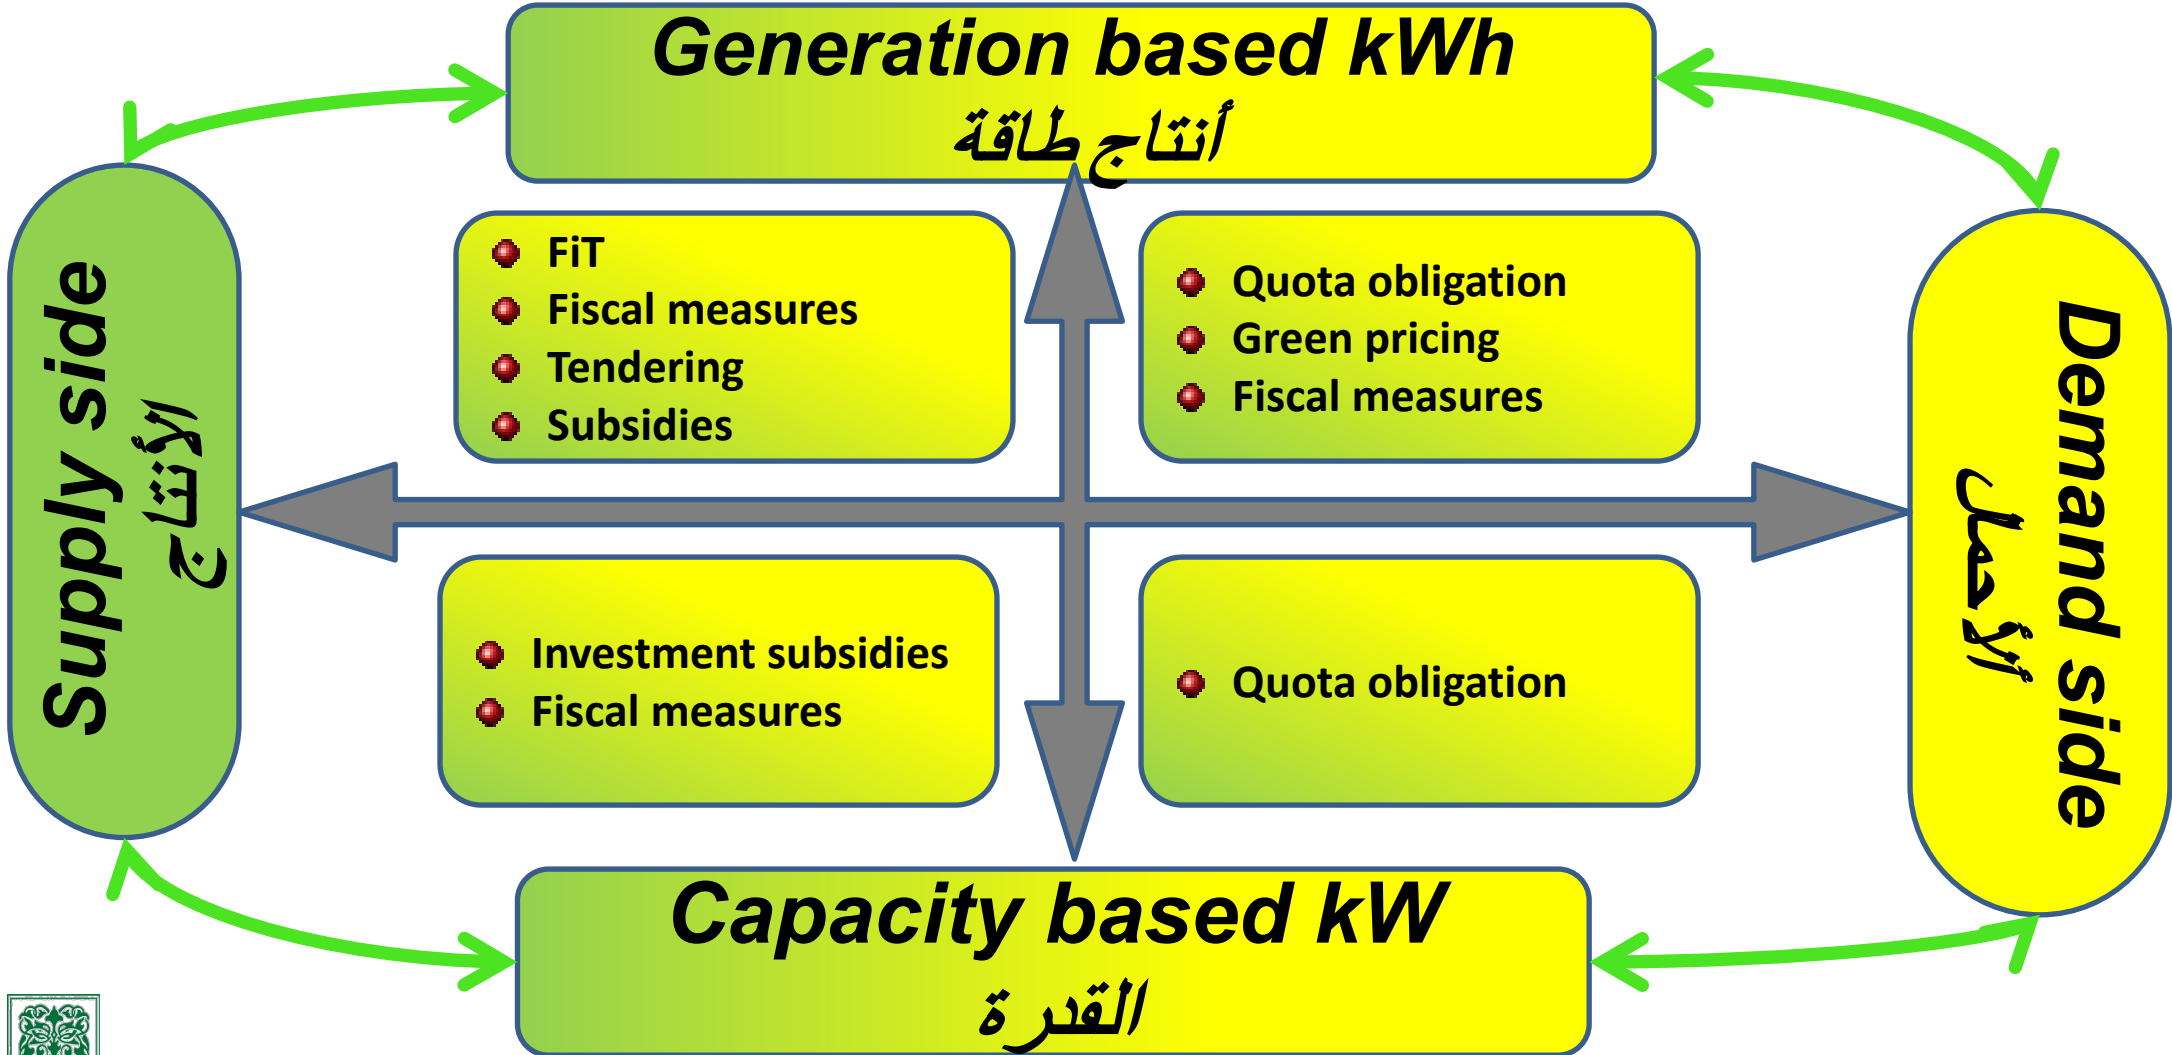 Generation based kWh
أنتاج طاقة
Supply side
الأنتاج
FiT
Fiscal measures
Tendering
Subsidies
Quota obligation
Green pricing
Fiscal measures
Demand side
ألأحمال
Investment subsidies
Fiscal measures
Quota obligation
Capacity based kW
القدرة